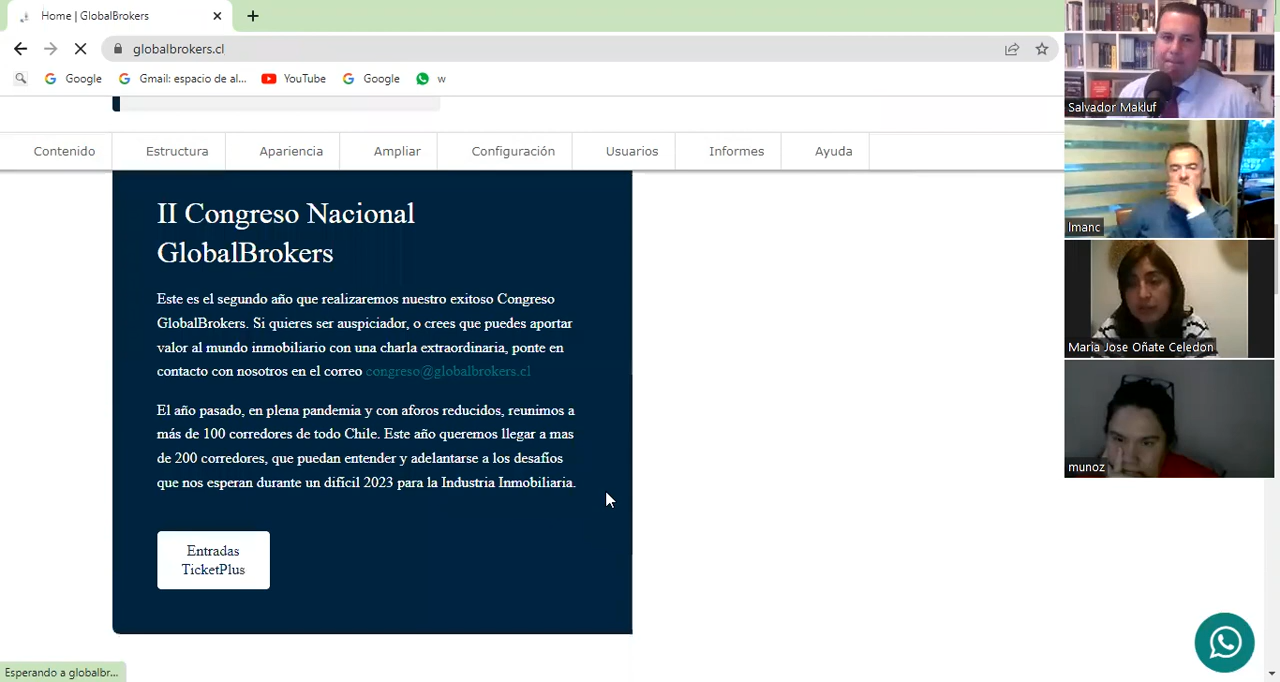 Home | GlobalBrokers
globalbrokers.cl
Google
Gmail: espacio de al...
YouTube
Google
w
Contenido
Estructura
Apariencia
Ampliar
Configuración
Usuarios
Informes
Ayuda
II Congreso Nacional
GlobalBrokers
Este es el segundo año que realizaremos nuestro exitoso Congreso
GlobalBrokers. Si quieres ser auspiciador, o crees que puedes aportar
valor al mundo inmobiliario con una charla extraordinaria, ponte en
contacto con nosotros en el correo congreso@globalbrokers.cl
El año pasado, en plena pandemia y con aforos reducidos, reunimos a
más de 100 corredores de todo Chile. Este año queremos llegar a mas
de 200 corredores, que puedan entender y adelantarse a los desafíos
que nos esperan durante un difícil 2023 para la Industria Inmobiliaria.
Entradas
TicketPlus
Esperando a globalbr...
Salvador Makluf
lmanc
Maria Jose Oñate Celedon
munoz